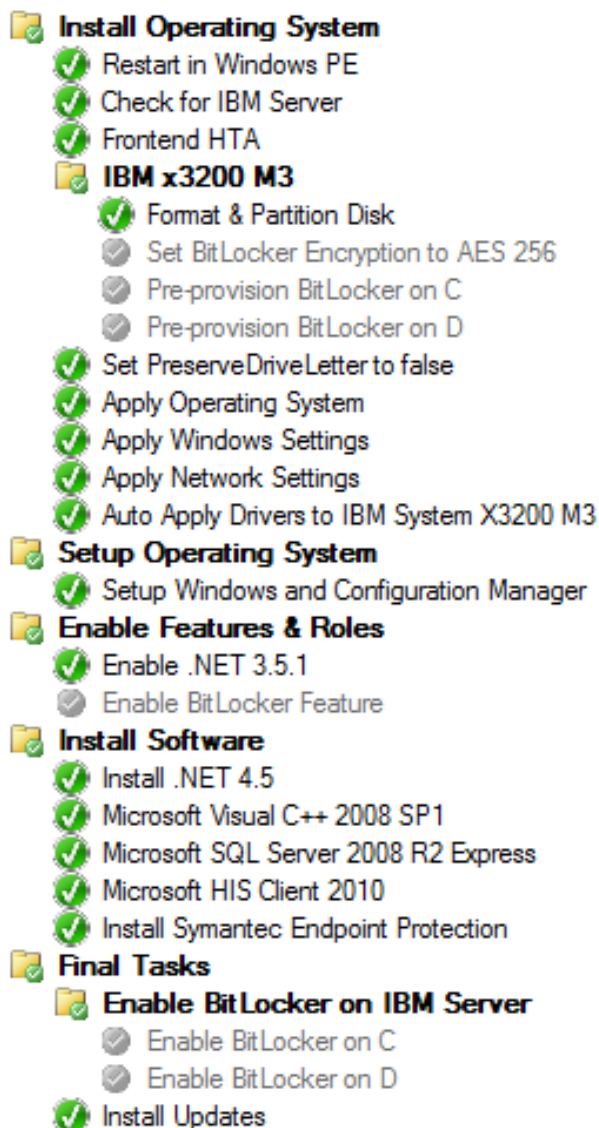 Install Operating System
Restart in Windows PE
Check for IBM Server
Frontend HTA
IBM x3200 M3
Format & Partition Disk
Set BitLocker Encryption to AES 256
Pre-provision BitLocker on C
Pre-provision BitLocker on D
Set PreserveDriveLetter to false
Apply Operating System
Apply Windows Settings
Apply Network Settings
Auto Apply Drivers to IBM System X3200 M3
Setup Operating System
Setup Windows and Configuration Manager
Enable Features & Roles
Enable .NET 3.5.1
Enable BitLocker Feature
Install Software
Install .NET 4.5
Microsoft Visual C++ 2008 SP1
Microsoft SQL Server 2008 R2 Express
Microsoft HIS Client 2010
Install Symantec Endpoint Protection
Final Tasks
Enable BitLocker on IBM Server
Enable BitLocker on C
Enable BitLocker on D
Install Updates